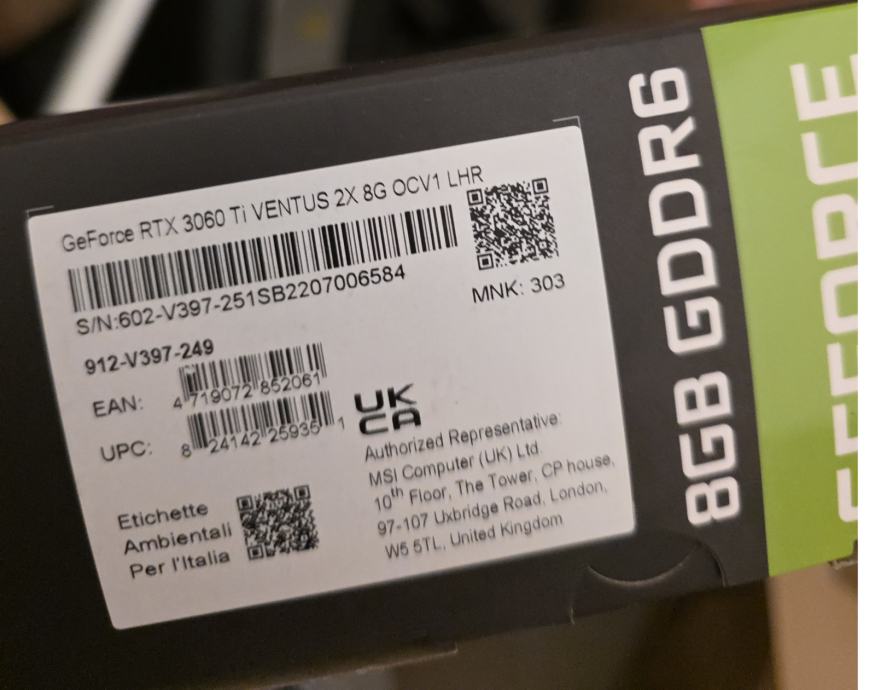 GeForce RTX 3060 Ti VENTUS 2X 8G OCV1 LHR
S/N:602-V397-251SB2207006584
MNK: 303
912-V397-249
EAN: 4 719072 852061
UPC: 8 24142 25935 1
UK
CA
Authorized Representative:
MSI Computer (UK) Ltd.
10th Floor, The Tower, CP house,
97-107 Uxbridge Road, London,
W5 5TL, United Kingdom
Etichette
Ambientali
Per l'Italia
8GB GDDR6
GEFORCE